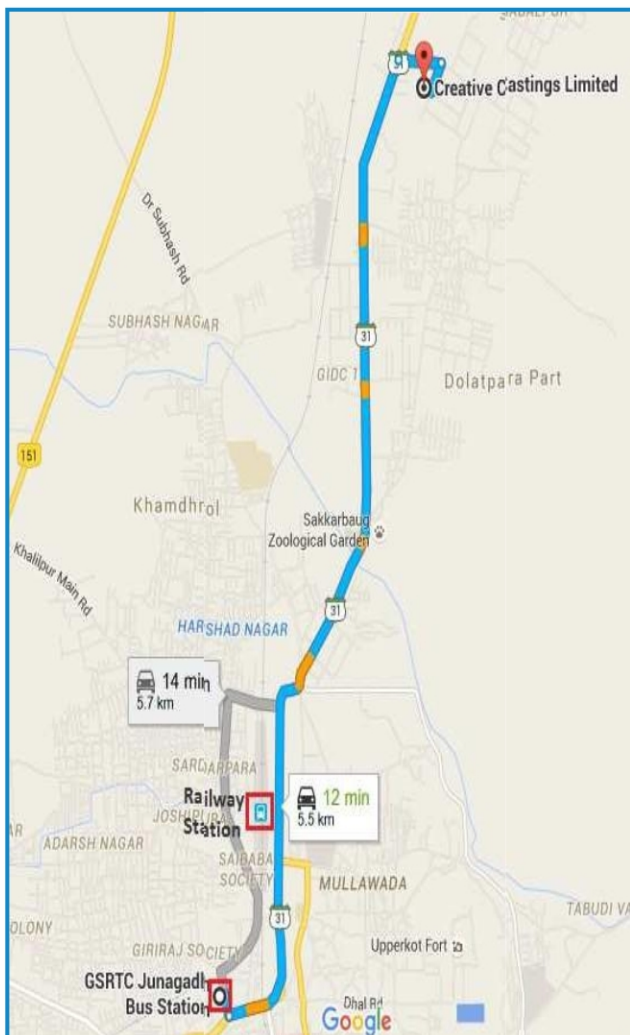 Creative Castings Limited
Dr Subhash Rd
SUBHASH NAGAR
31
GIDC 1
Dolatpara Part
151
Khamdhrol
Sakkarbaug
Zoological Garden
Khalilpur Main Rd
31
HARSHAD NAGAR
14 min
5.7 km
SARDARPARA
Railway
Station
12 min
5.5 km
JOSHIPURA
ADARSH NAGAR
SAIBABA
SOCIETY
MULLAWADA
TABUDI VA
OLONY
31
GIRIRAJ SOCIETY
Upperkot Fort
GSRTC Junagadh
Bus Station
Dhal Rd
Google